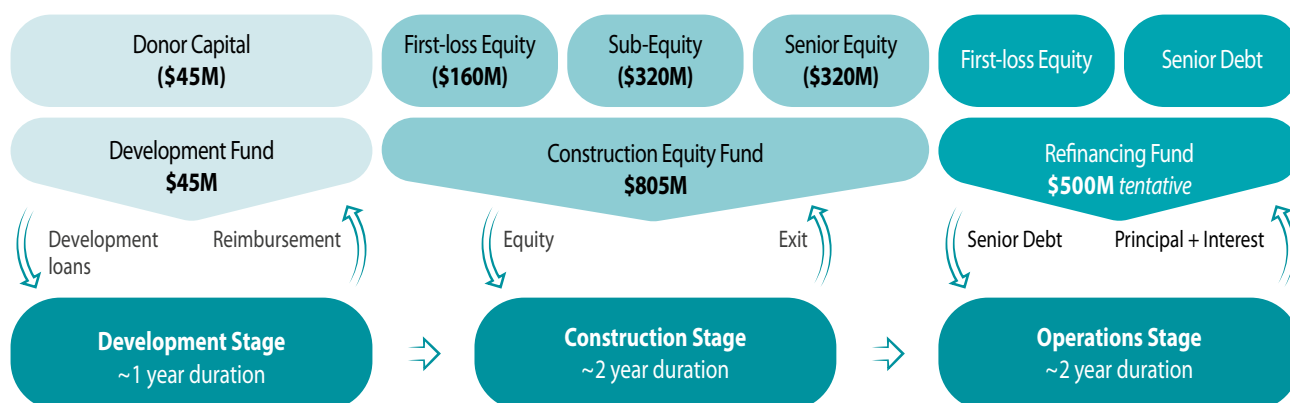 Donor Capital
($45M)
First-loss Equity
($160M)
Sub-Equity
($320M)
Senior Equity
($320M)
First-loss Equity
Senior Debt
Development Fund
$45M
Construction Equity Fund
$805M
Refinancing Fund
$500M tentative
Development
loans
Reimbursement
Equity
Exit
Senior Debt
Principal + Interest
Development Stage
~1 year duration
Construction Stage
~2 year duration
Operations Stage
~2 year duration